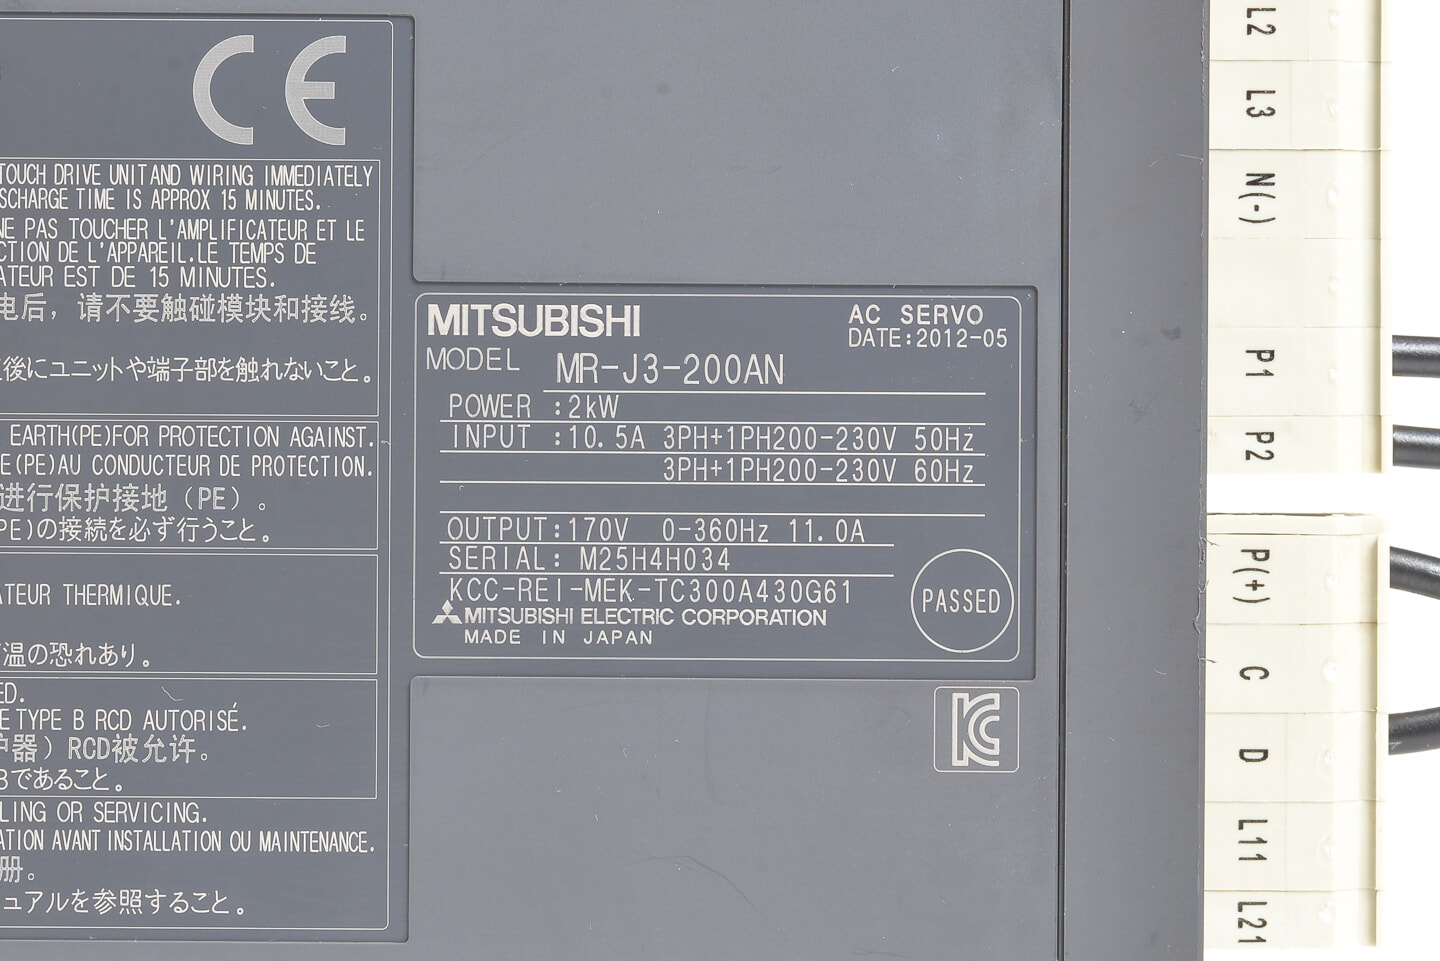 CE
TOUCH DRIVE UNIT AND WIRING IMMEDIATELY
SCHARGE TIME IS APPROX 15 MINUTES.
NE PAS TOUCHER L'AMPLIFICATEUR ET LE
CTION DE L'APPAREIL.LE TEMPS DE
ATEUR EST DE 15 MINUTES.
电后，请不要触碰模块和接线。
後にユニットや端子部を触れないこと。
EARTH(PE)FOR PROTECTION AGAINST.
E(PE)AU CONDUCTEUR DE PROTECTION.
进行保护接地（PE）。
PE)の接続を必ず行うこと。
ATEUR THERMIQUE.
温の恐れあり。
ED.
E TYPE B RCD AUTORISÉ.
护器）RCD被允许。
Bであること。
LING OR SERVICING.
ATION AVANT INSTALLATION OU MAINTENANCE.
册。
ュアルを参照すること。
MITSUBISHI
AC SERVO
DATE:2012-05
MODEL MR-J3-200AN
POWER :2kW
INPUT :10.5A 3PH+1PH200-230V 50Hz
3PH+1PH200-230V 60Hz
OUTPUT:170V 0-360Hz 11.0A
SERIAL: M25H4H034
KCC-REI-MEK-TC300A430G61
MITSUBISHI ELECTRIC CORPORATION
MADE IN JAPAN
PASSED
KC
L2
L3
N(-)
P1
P2
P(+)
C
D
L11
L21